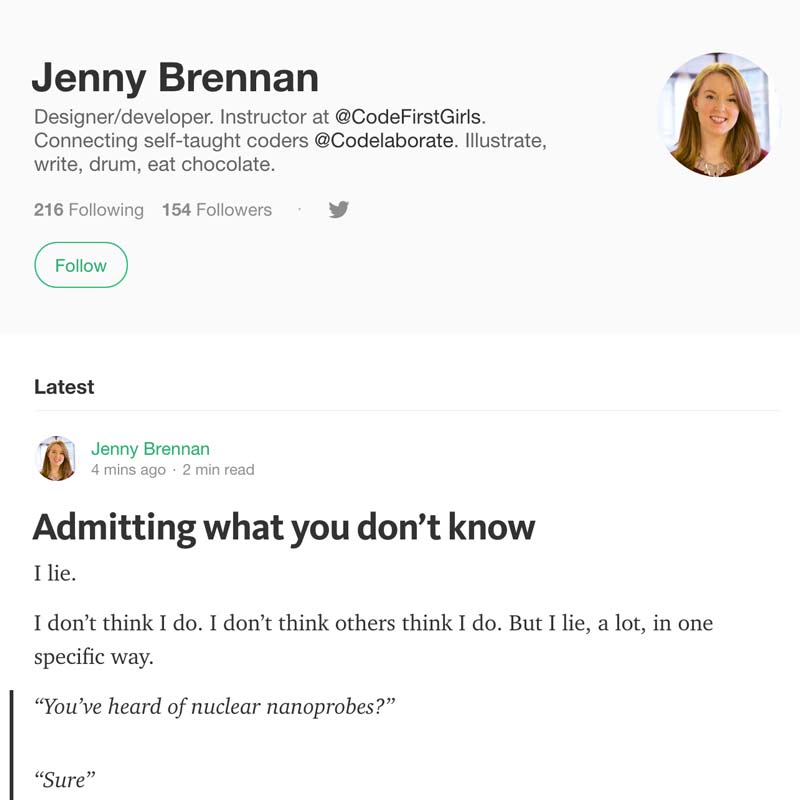 Jenny Brennan
Designer/developer. Instructor at @CodeFirstGirls.
Connecting self-taught coders @Codelaborate. Illustrate,
write, drum, eat chocolate.
216 Following 154 Followers ·
Follow
Latest
Jenny Brennan
4 mins ago · 2 min read
Admitting what you don’t know
I lie.
I don’t think I do. I don’t think others think I do. But I lie, a lot, in one
specific way.
“You’ve heard of nuclear nanoprobes?”
“Sure”